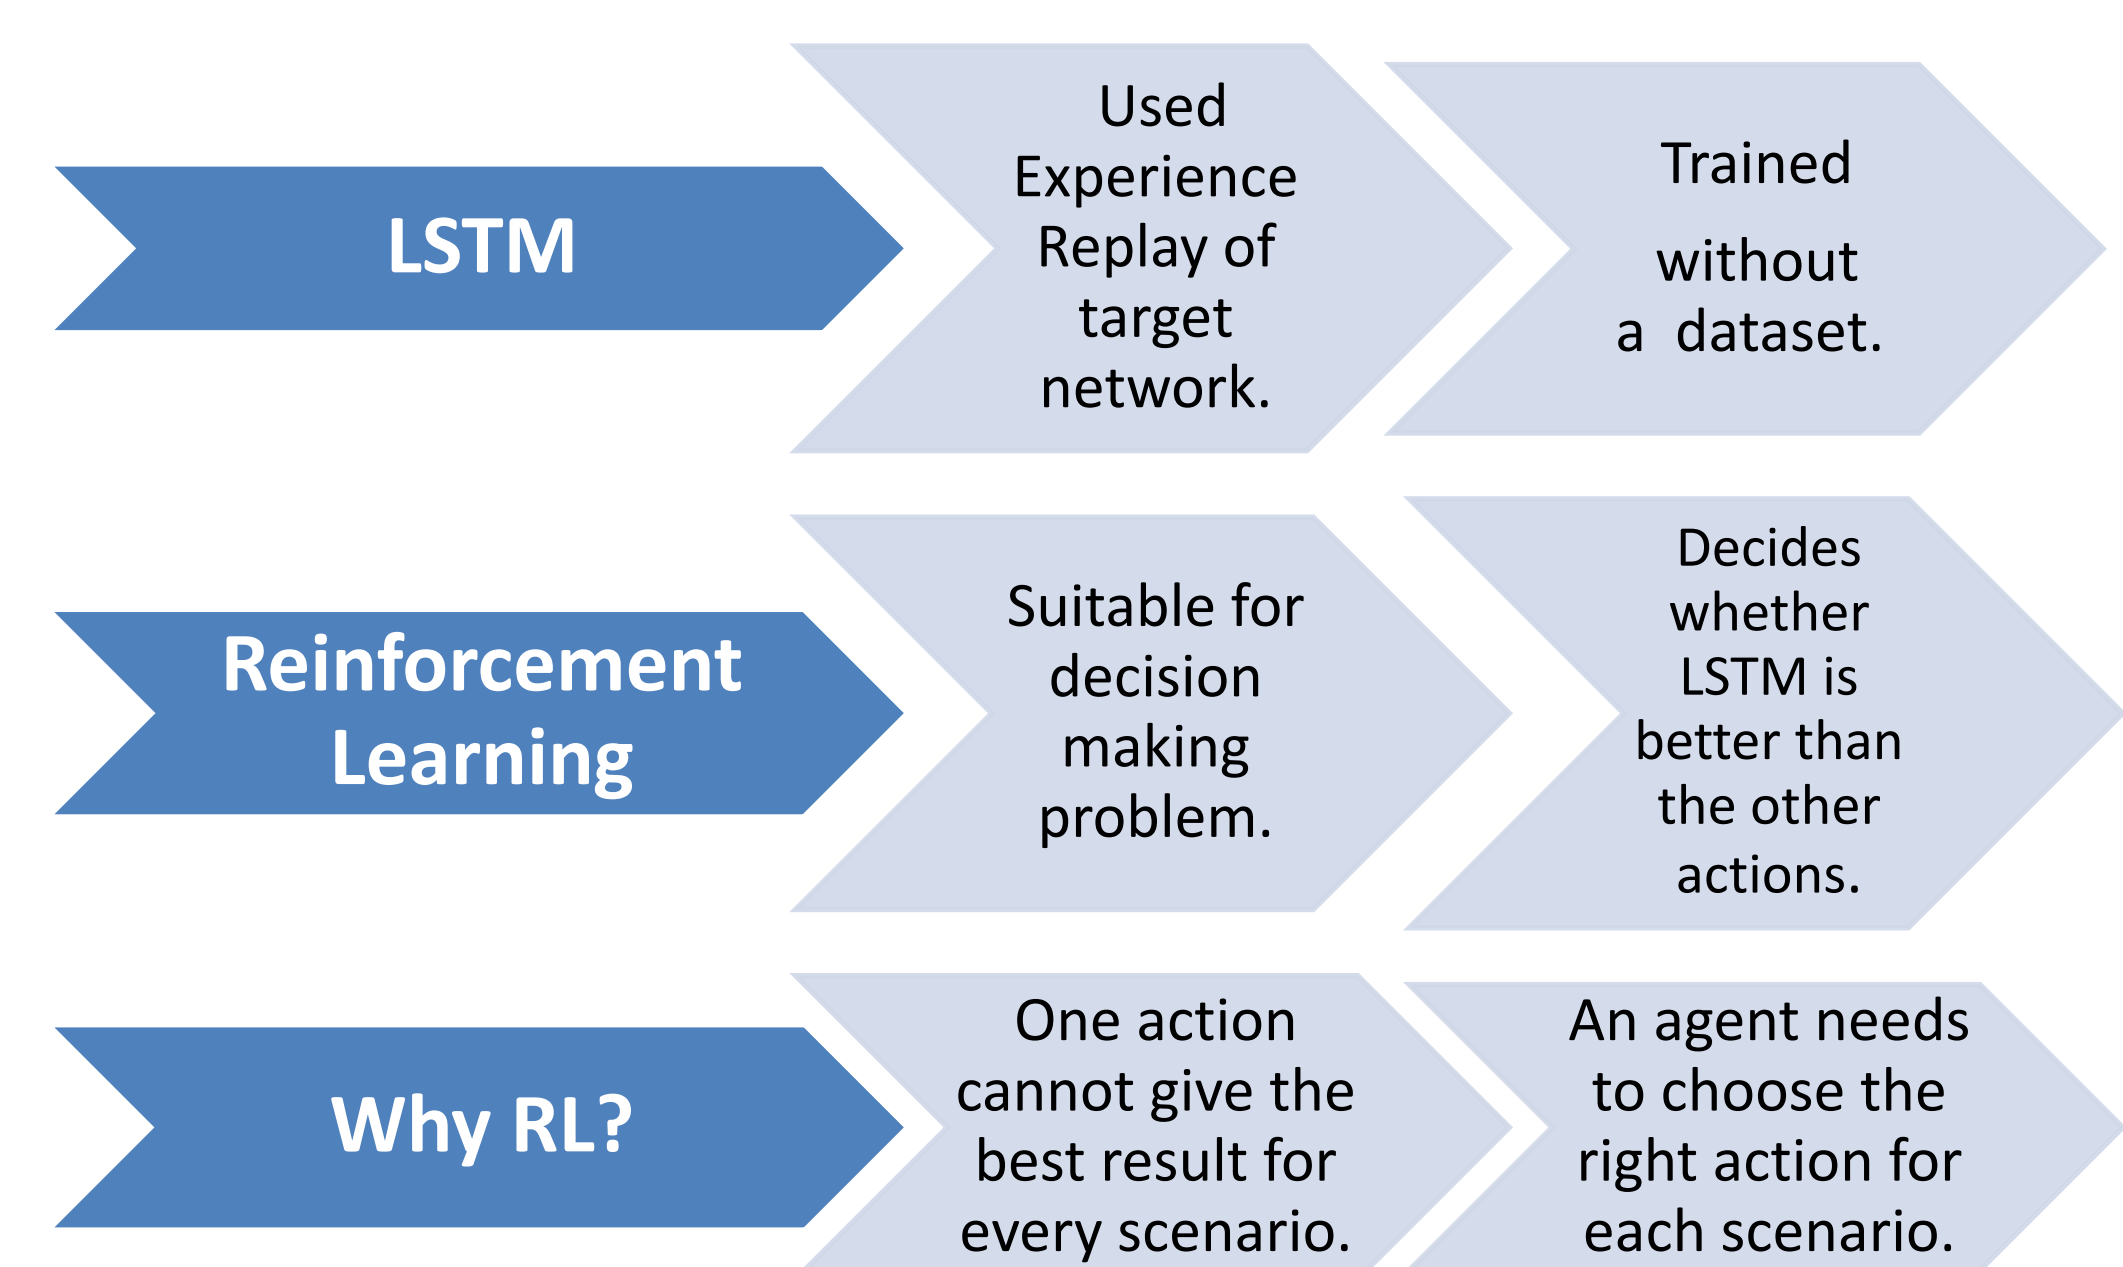 LSTM
Used
Experience
Replay of
target
network.
Trained
without
a dataset.
Reinforcement
Learning
Suitable for
decision
making
problem.
Decides
whether
LSTM is
better than
the other
actions.
Why RL?
One action
cannot give the
best result for
every scenario.
An agent needs
to choose the
right action for
each scenario.